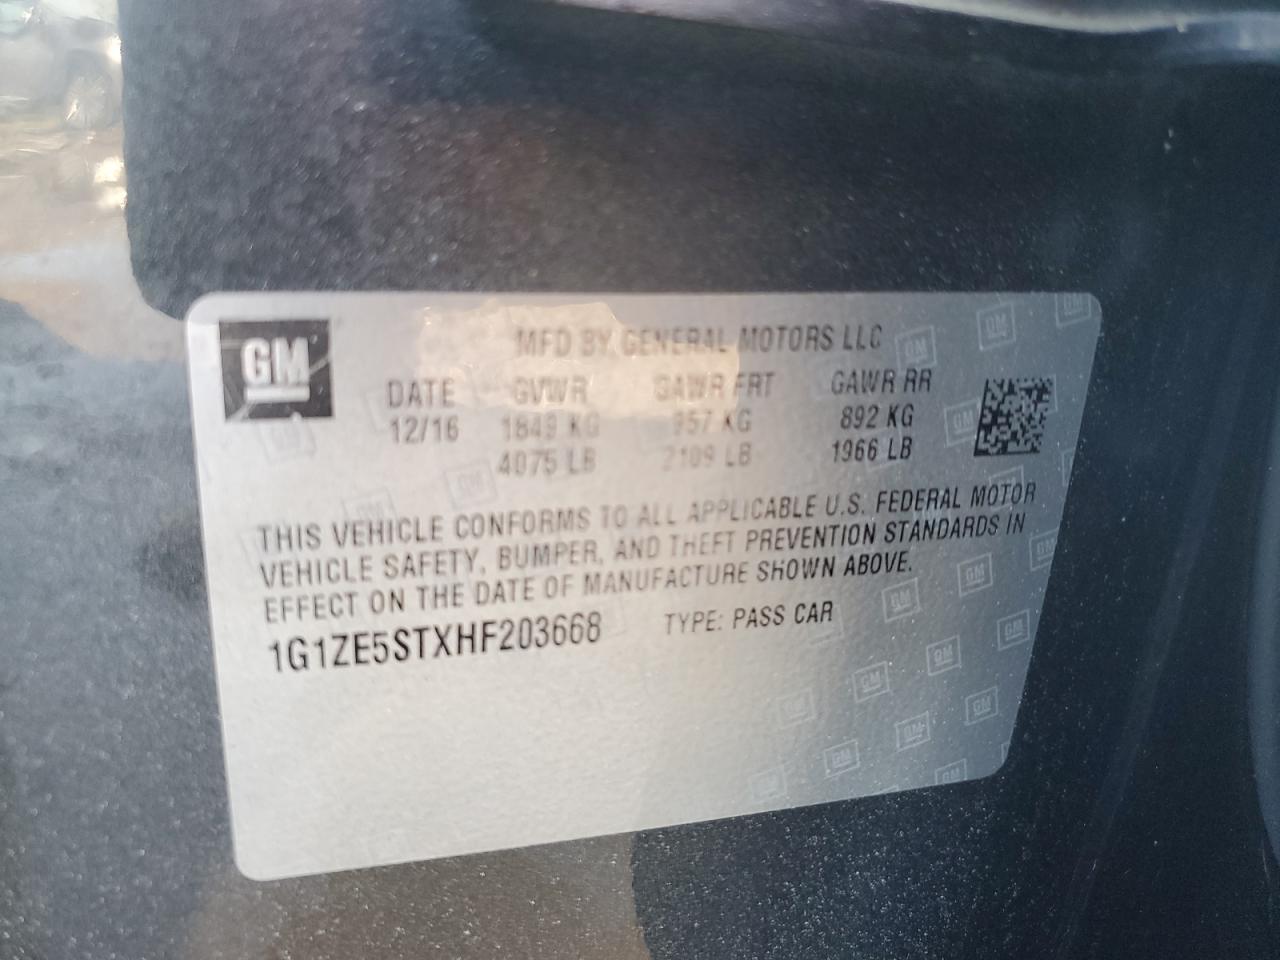 GM
MFD BY GENERAL MOTORS LLC
DATE GVWR GAWR FRT GAWR RR
12/16 1849 KG 957 KG 892 KG
4075 LB 2109 LB 1966 LB
THIS VEHICLE CONFORMS TO ALL APPLICABLE U.S. FEDERAL MOTOR
VEHICLE SAFETY, BUMPER, AND THEFT PREVENTION STANDARDS IN
EFFECT ON THE DATE OF MANUFACTURE SHOWN ABOVE.
1G1ZE5STXHF203668 TYPE: PASS CAR